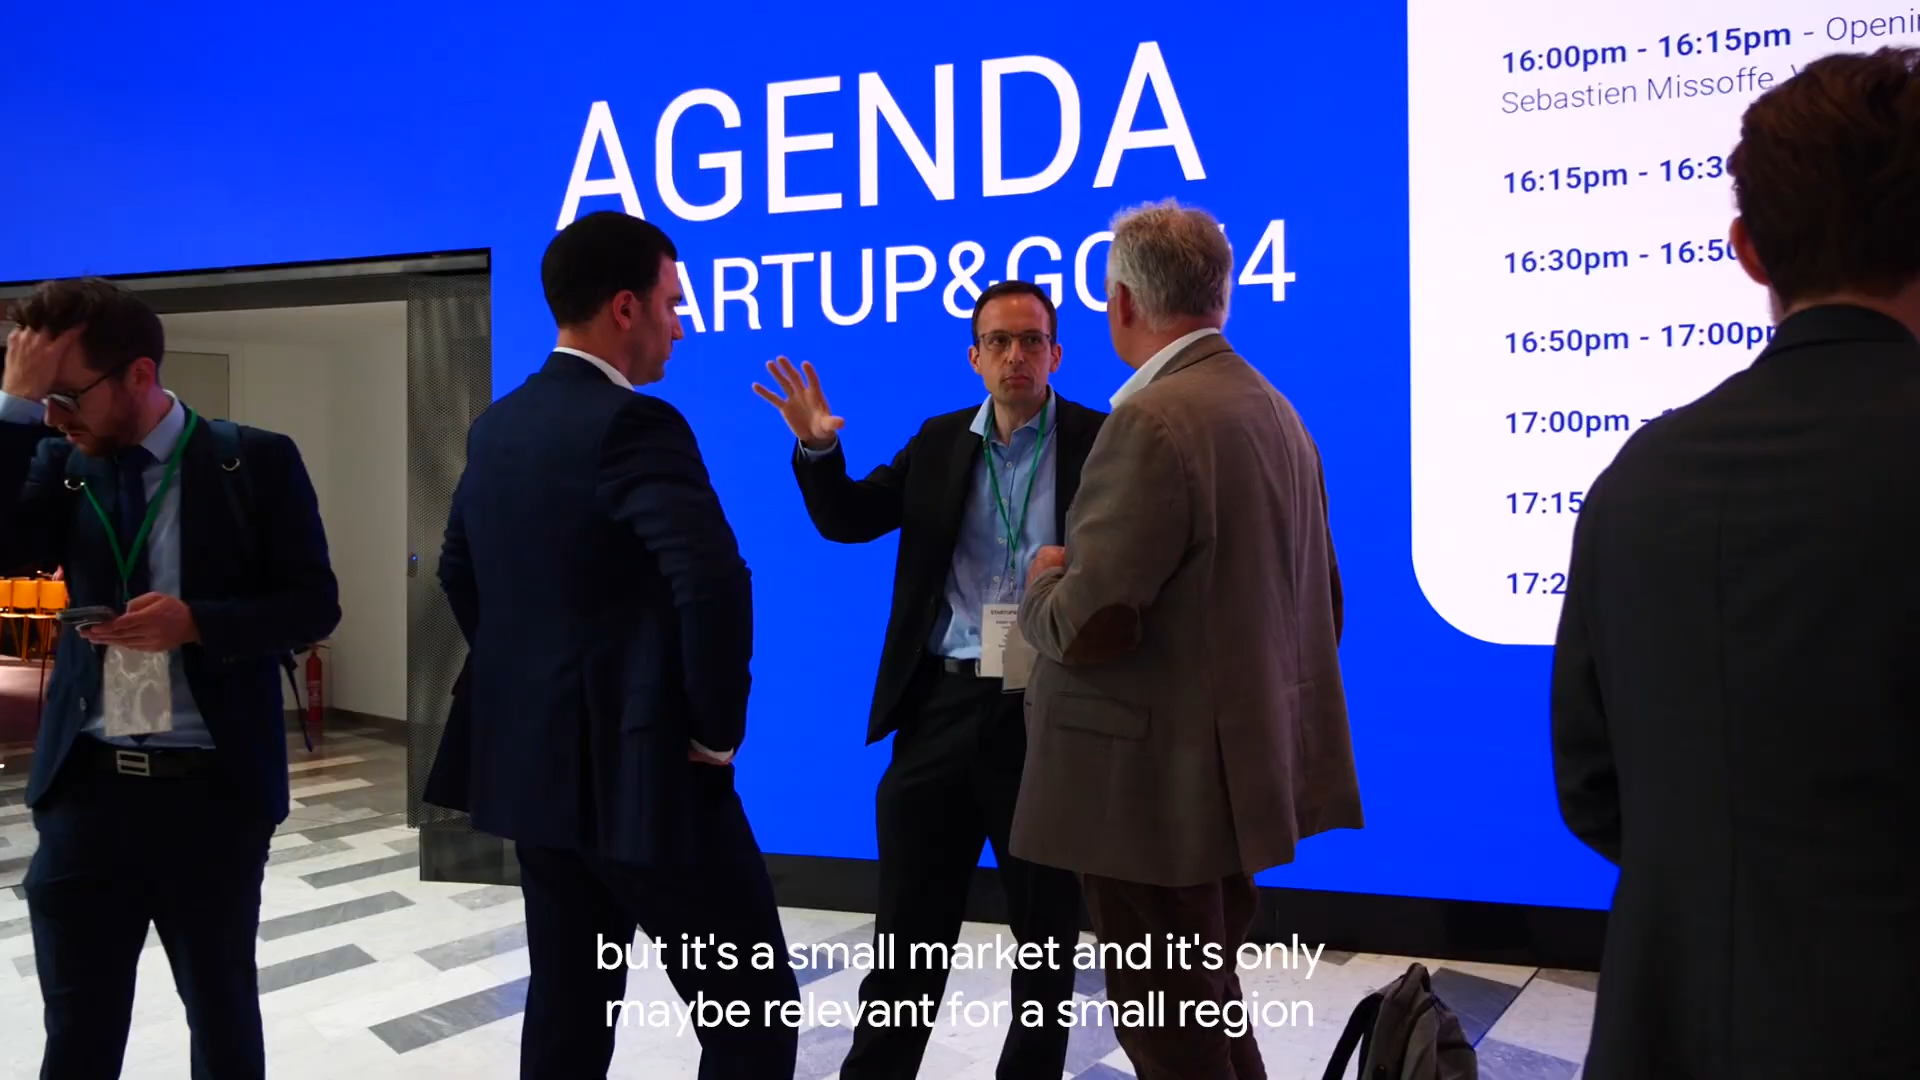 AGENDA
ARTUP&GO
4
16:00pm - 16:15pm - Openi
Sebastien Missoffe,
16:15pm - 16:3
16:30pm - 16:50
16:50pm - 17:00pm
17:00pm -
17:15
17:2
but it's a small market and it's only
maybe relevant for a small region